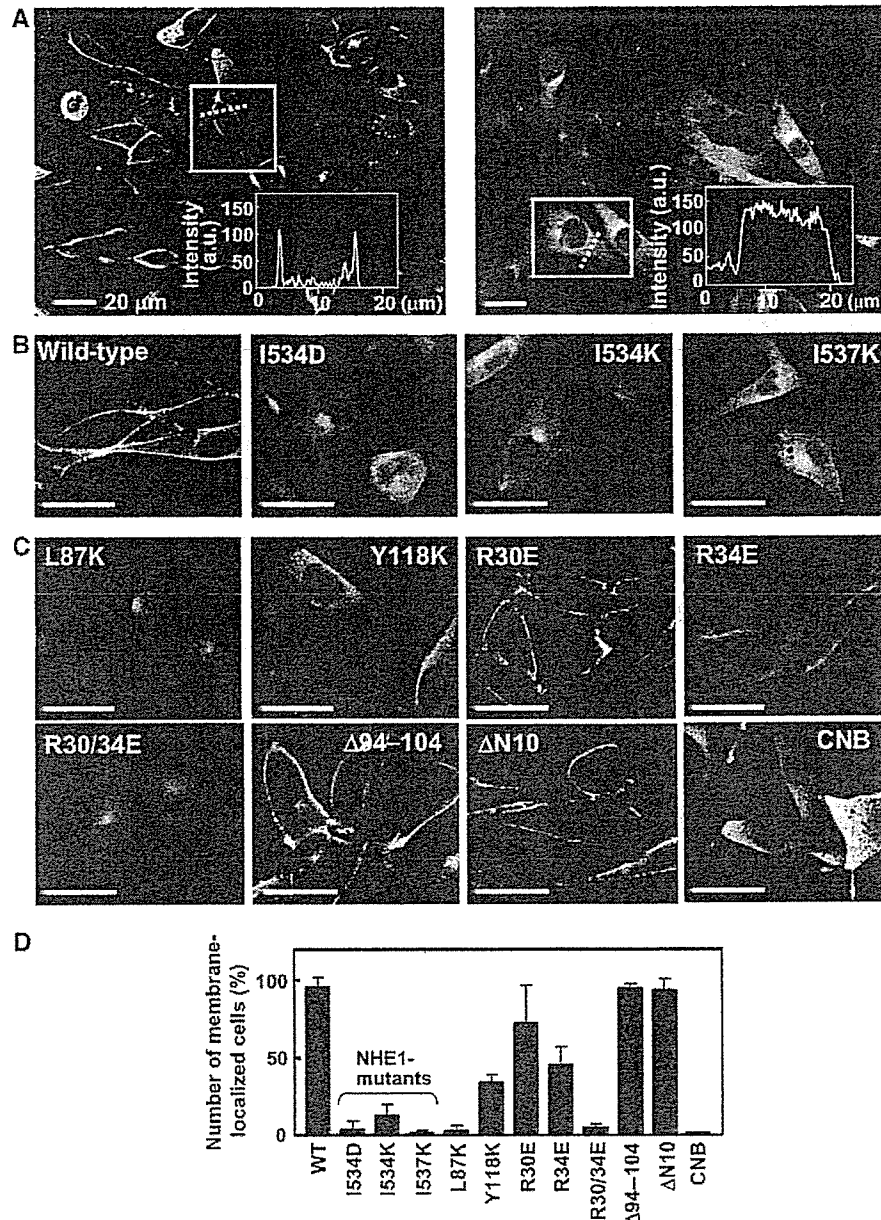 A
Intensity
(a.u.)
150
100
50
0
0 10 20 (μm)
20 μm
Intensity (a.u.)
150
100
50
0
0 10 20 (μm)
B
Wild-type
I534D
I534K
I537K
C
L87K
Y118K
R30E
R34E
R30/34E
Δ94–104
ΔN10
CNB
D
Number of membrane-
localized cells (%)
100
50
0
NHE1-
mutants
WT
I534D
I534K
I537K
L87K
Y118K
R30E
R34E
R30/34E
Δ94–104
ΔN10
CNB